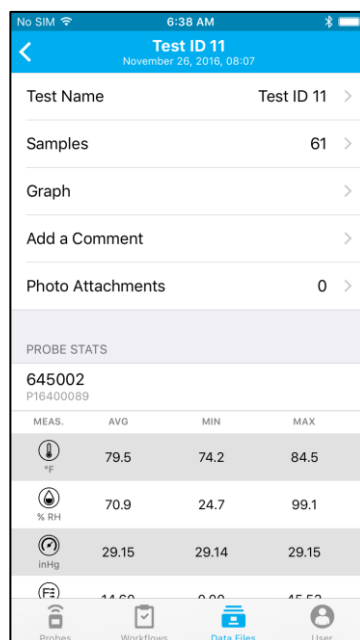 No SIM 6:38 AM
Test ID 11
November 26, 2016, 08:07
Test Name Test ID 11
Samples 61
Graph
Add a Comment
Photo Attachments 0
PROBE STATS
645002
P16400089
MEAS. AVG MIN MAX
°F 79.5 74.2 84.5
% RH 70.9 24.7 99.1
inHg 29.15 29.14 29.15
Probes Workflows Data Files User